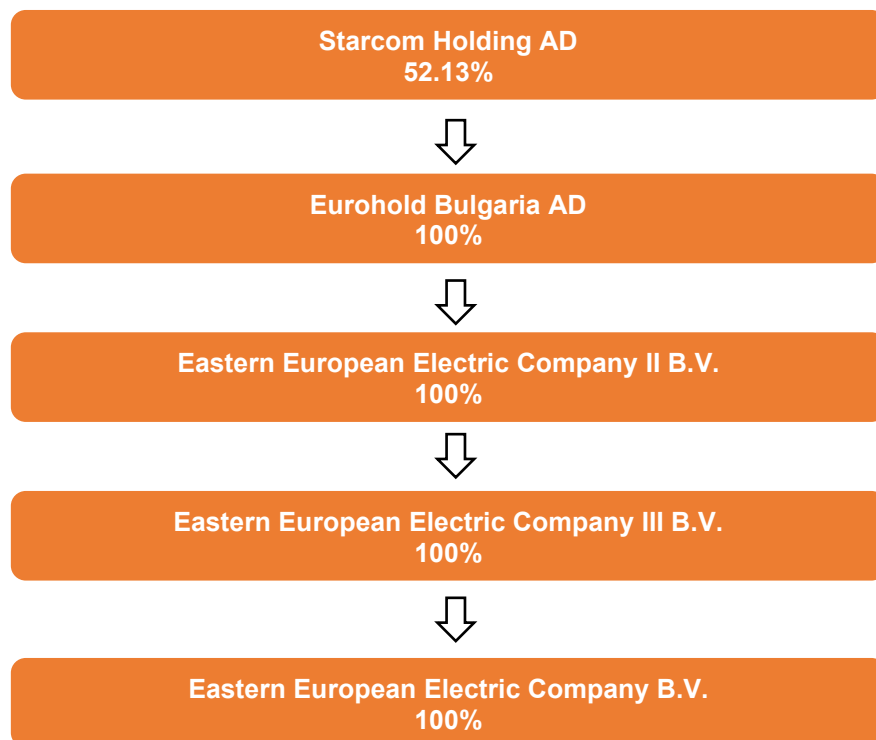 Starcom Holding AD
52.13%
Eurohold Bulgaria AD
100%
Eastern European Electric Company II B.V.
100%
Eastern European Electric Company III B.V.
100%
Eastern European Electric Company B.V.
100%